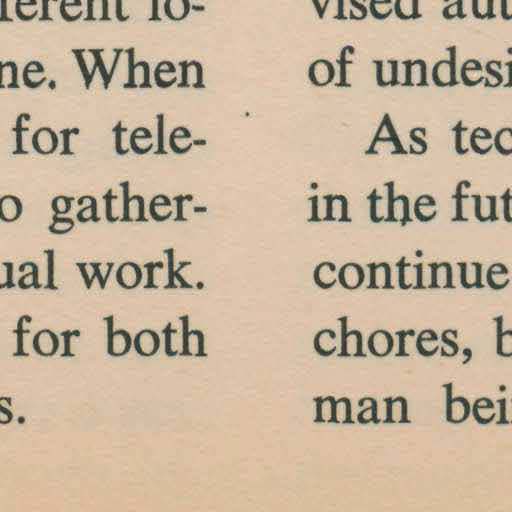 ferent lo-
ne. When
for tele-
o gather-
ual work.
for both
s.
vised aut
of undesi
As tec
in the fut
continue
chores, b
man bei